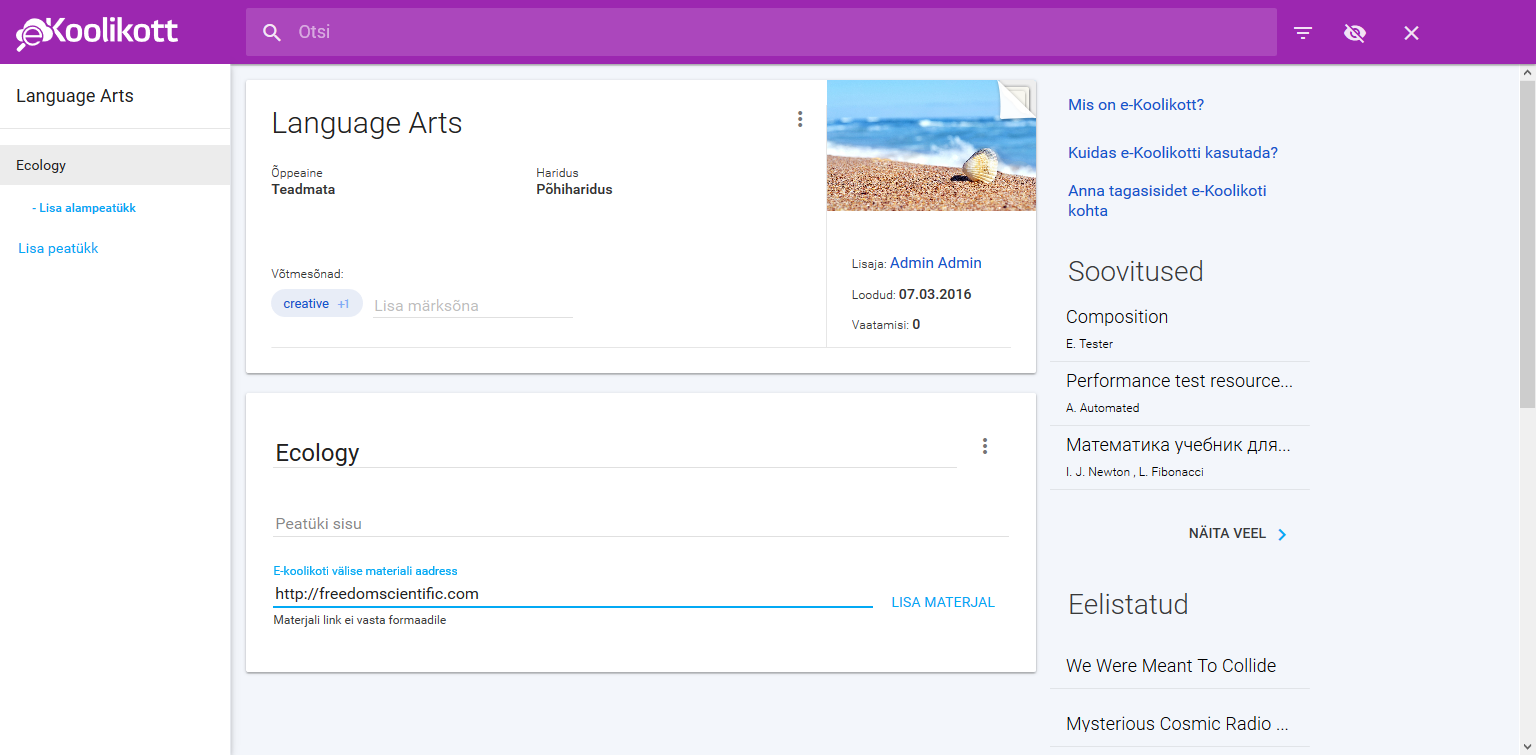 eKoolikott
Otsi
Language Arts
Ecology
- Lisa alampeatükk
Lisa peatükk
Language Arts
Õppeaine
Teadmata
Haridus
Põhiharidus
Võtmesõnad:
creative +1
Lisa märksõna
Lisaja: Admin Admin
Loodud: 07.03.2016
Vaatamisi: 0
Ecology
Peatüki sisu
E-koolikoti välise materiali aadress
http://freedomscientific.com
LISA MATERJAL
Materjali link ei vasta formaadile
Mis on e-Koolikott?
Kuidas e-Koolikotti kasutada?
Anna tagasisidet e-Koolikoti
kohta
Soovitused
Composition
E. Tester
Performance test resource...
A. Automated
Математика учебник для...
I. J. Newton , L. Fibonacci
NÄITA VEEL
Eelistatud
We Were Meant To Collide
Mysterious Cosmic Radio ...